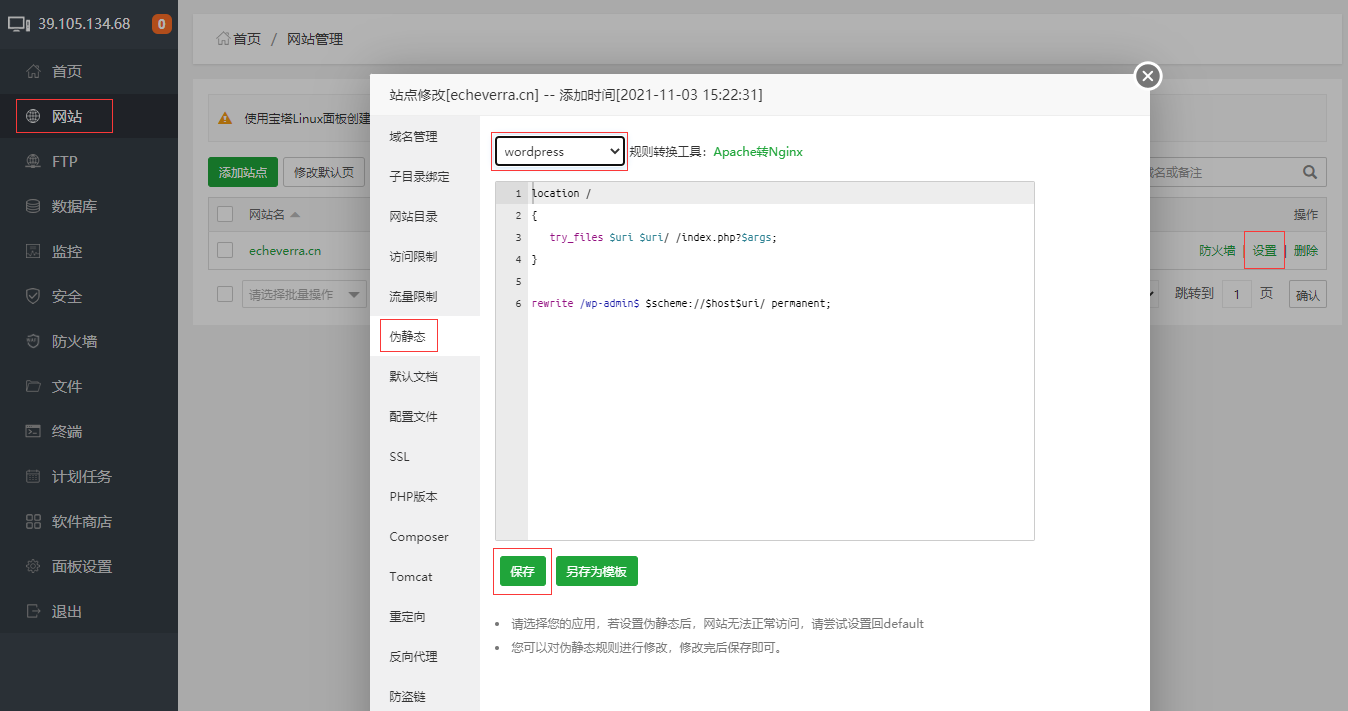 39.105.134.68 0
首页
网站
FTP
数据库
监控
安全
防火墙
文件
终端
计划任务
软件商店
面板设置
退出
首页 / 网站管理
使用宝塔Linux面板创建
添加站点 修改默认页
名或备注
网站名
操作
echeverra.cn
防火墙 | 设置 | 删除
请选择批量操作
跳转到 1 页 确认
站点修改[echeverra.cn] -- 添加时间[2021-11-03 15:22:31]
域名管理
子目录绑定
网站目录
访问限制
流量限制
伪静态
默认文档
配置文件
SSL
PHP版本
Composer
Tomcat
重定向
反向代理
防盗链
wordpress 规则转换工具：Apache转Nginx
1 location /
2 {
3 try_files $uri $uri/ /index.php?$args;
4 }
5
6 rewrite /wp-admin$ $scheme://$host$uri/ permanent;
保存 另存为模板
• 请选择您的应用，若设置伪静态后，网站无法正常访问，请尝试设置回default
• 您可以对伪静态规则进行修改，修改完后保存即可。